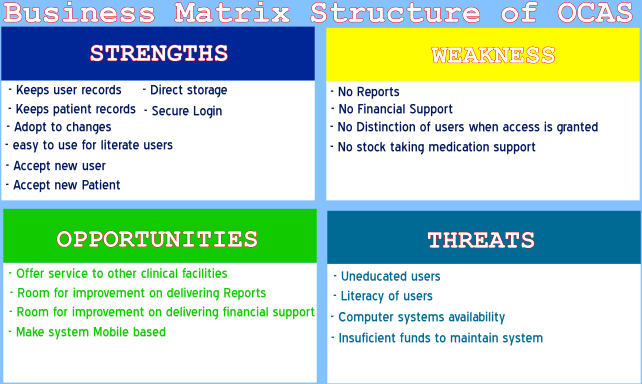 Business Matrix Structure of OCAS
STRENGTHS
- Keeps user records - Direct storage
- Keeps patient records - Secure Login
- Adopt to changes
- easy to use for literate users
- Accept new user
- Accept new Patient
WEAKNESS
- No Reports
- No Financial Support
- No Distinction of users when access is granted
- No stock taking medication support
OPPORTUNITIES
- Offer service to other clinical facilities
- Room for improvement on delivering Reports
- Room for improvement on delivering financial support
- Make system Mobile based
THREATS
- Uneducated users
- Literacy of users
- Computer systems availability
- Insuficient funds to maintain system